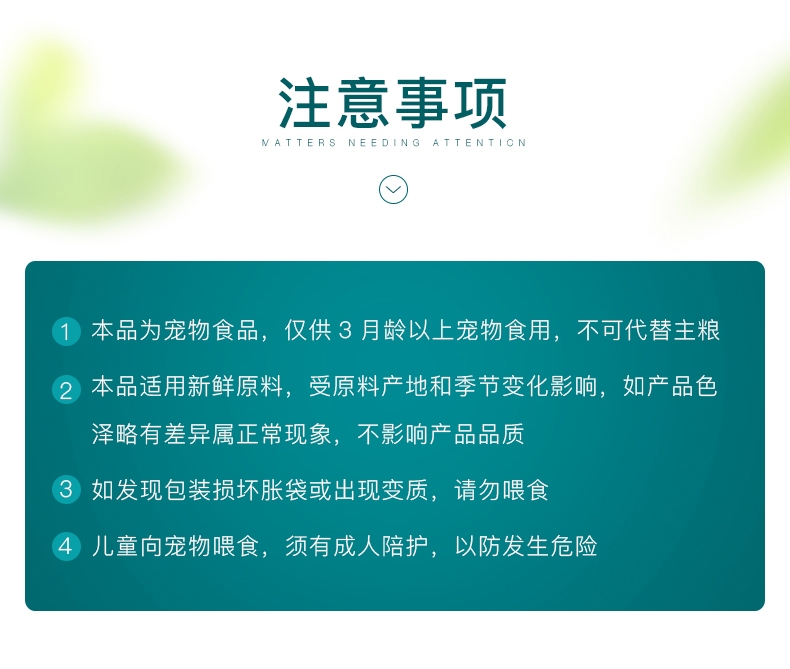 注意事项
MATTERS NEEDING ATTENTION
1 本品为宠物食品，仅供 3 月龄以上宠物食用，不可代替主粮
2 本品适用新鲜原料，受原料产地和季节变化影响，如产品色
泽略有差异属正常现象，不影响产品品质
3 如发现包装损坏胀袋或出现变质，请勿喂食
4 儿童向宠物喂食，须有成人陪护，以防发生危险